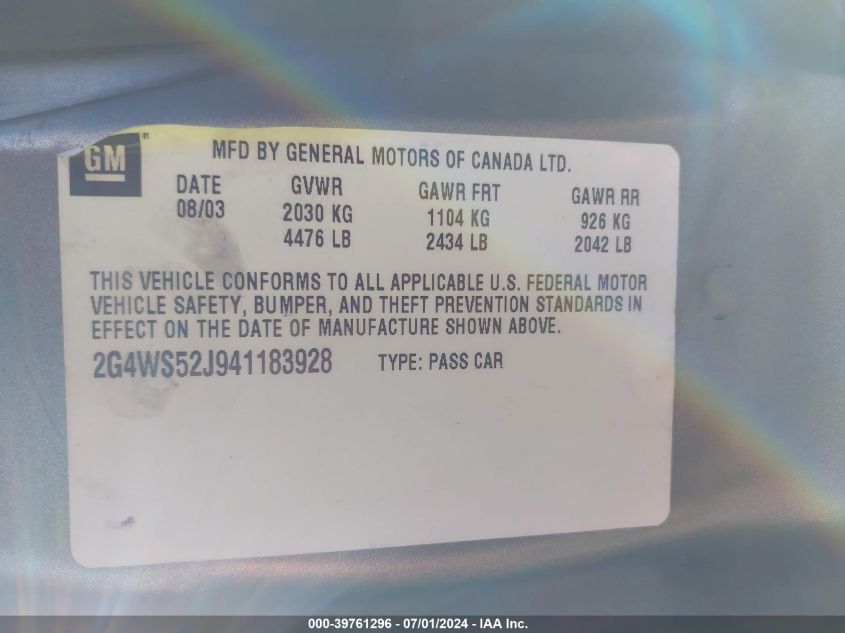 GM®
MFD BY GENERAL MOTORS OF CANADA LTD.
DATE GVWR GAWR FRT GAWR RR
08/03 2030 KG 1104 KG 926 KG
4476 LB 2434 LB 2042 LB
THIS VEHICLE CONFORMS TO ALL APPLICABLE U.S. FEDERAL MOTOR
VEHICLE SAFETY, BUMPER, AND THEFT PREVENTION STANDARDS IN
EFFECT ON THE DATE OF MANUFACTURE SHOWN ABOVE.
2G4WS52J941183928 TYPE: PASS CAR
000-39761296 - 07/01/2024 - IAA Inc.